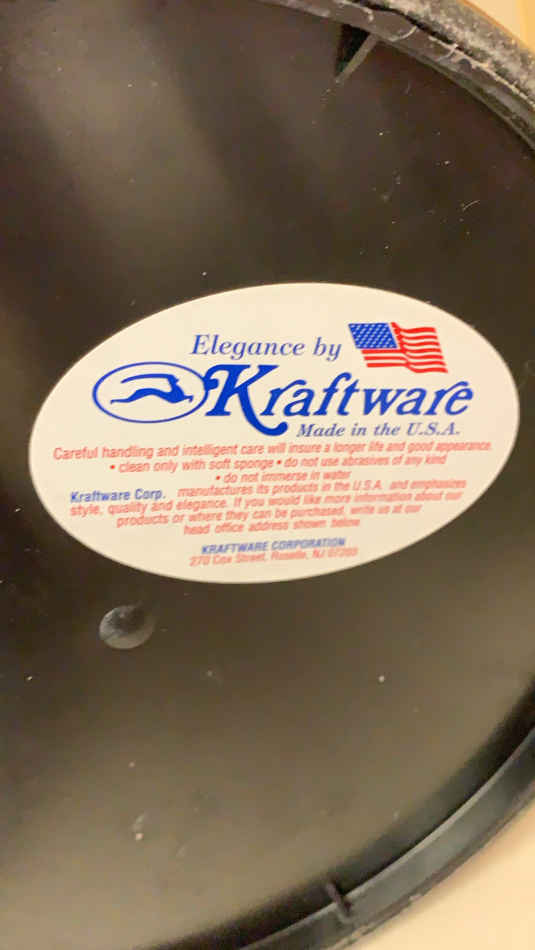 Elegance by
Kraftware
Made in the U.S.A.
Careful handling and intelligent care will insure a longer life and good appearance.
• clean only with soft sponge • do not use abrasives of any kind
• do not immerse in water
Kraftware Corp. manufactures its products in the U.S.A. and emphasizes
style, quality and elegance. If you would like more information about our
products or where they can be purchased, write us at our
head office address shown below
KRAFTWARE CORPORATION
270 Cox Street, Roselle, NJ 07203